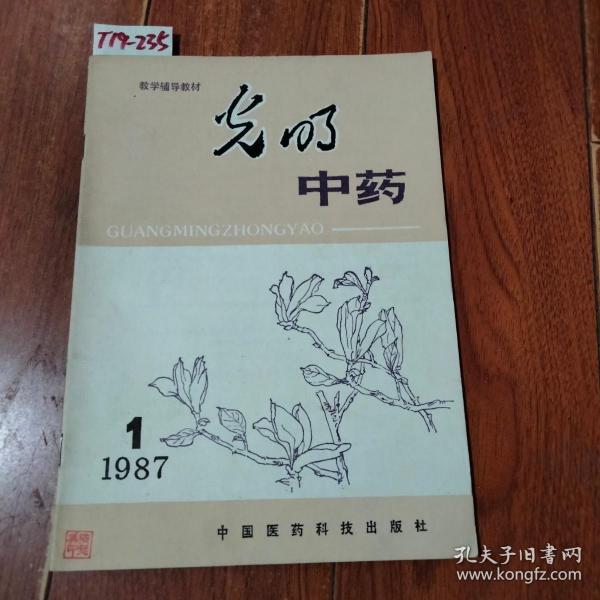 T19-235
教学辅导教材
光明
中药
GUANGMINGZHONGYAO
1
1987
中国医药科技出版社
孔夫子旧书网
www.kongfz.com